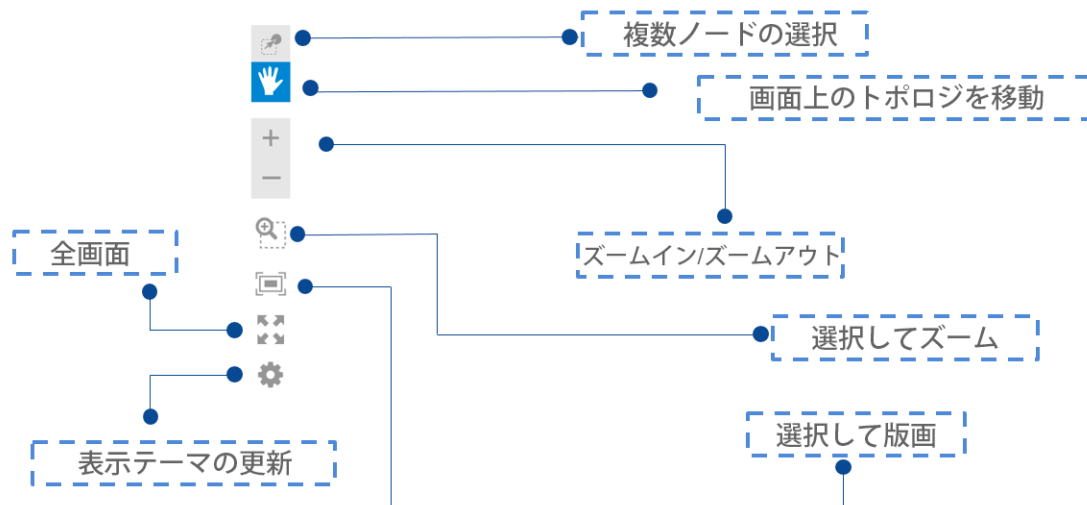 複数ノードの選択
画面上のトポロジを移動
ズームイン/ズームアウト
全画面
選択してズーム
選択して版画
表示テーマの更新